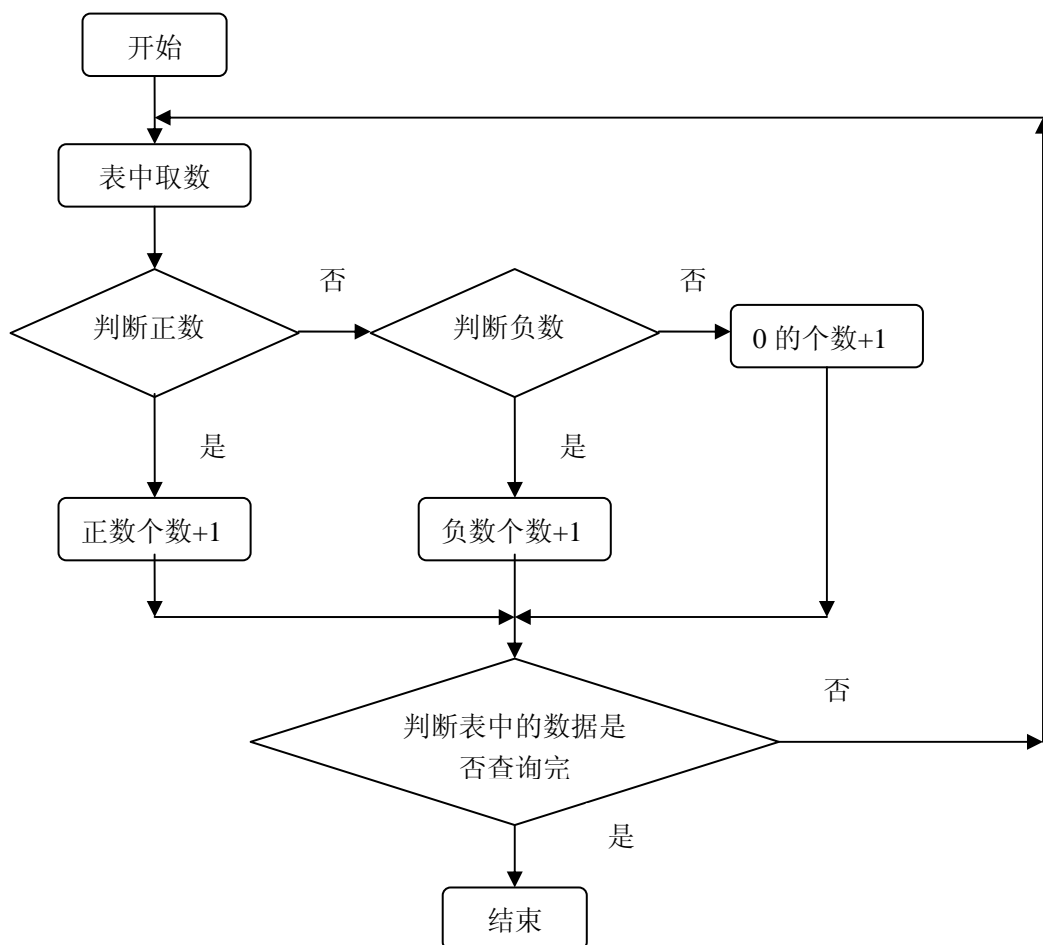 开始
表中取数
否
否
判断正数
判断负数
0 的个数+1
是
是
正数个数+1
负数个数+1
否
判断表中的数据是
否查询完
是
结束